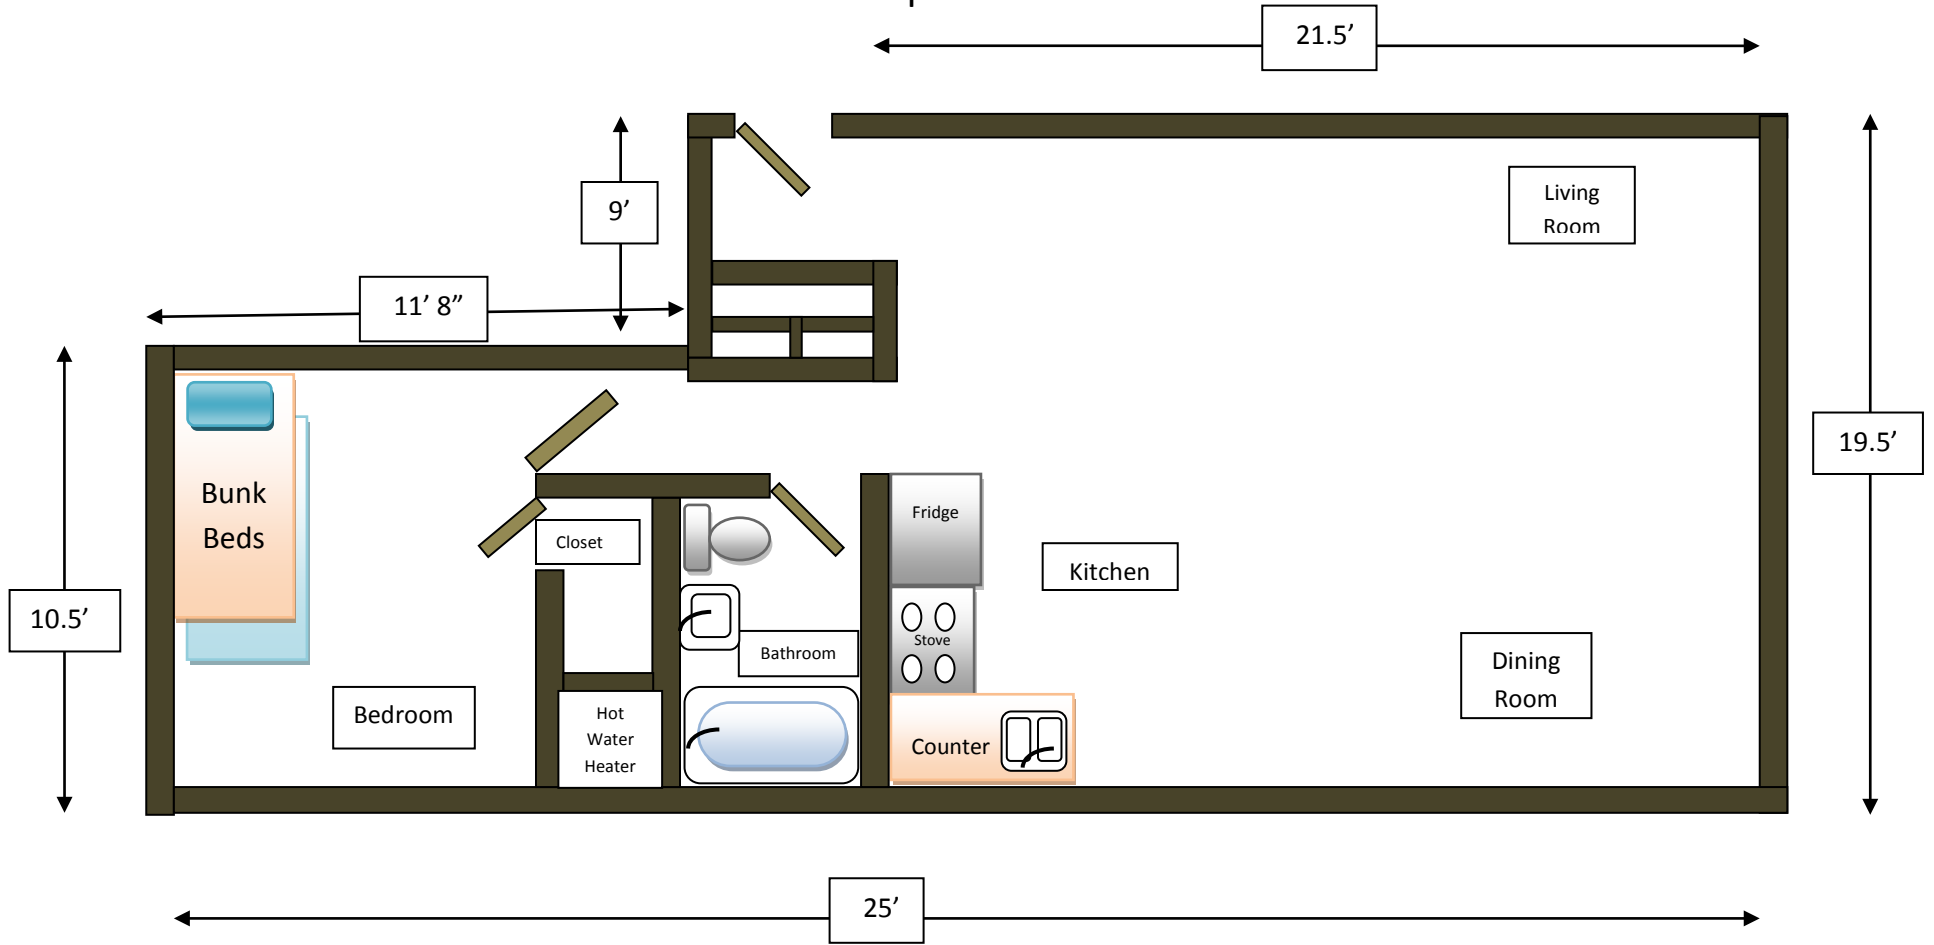 21.5’
9’
11’ 8”
Living
Room
19.5’
Bunk
Beds
Fridge
Closet
Kitchen
10.5’
Stove
Bathroom
Dining
Room
Bedroom
Hot
Water
Heater
Counter
25’